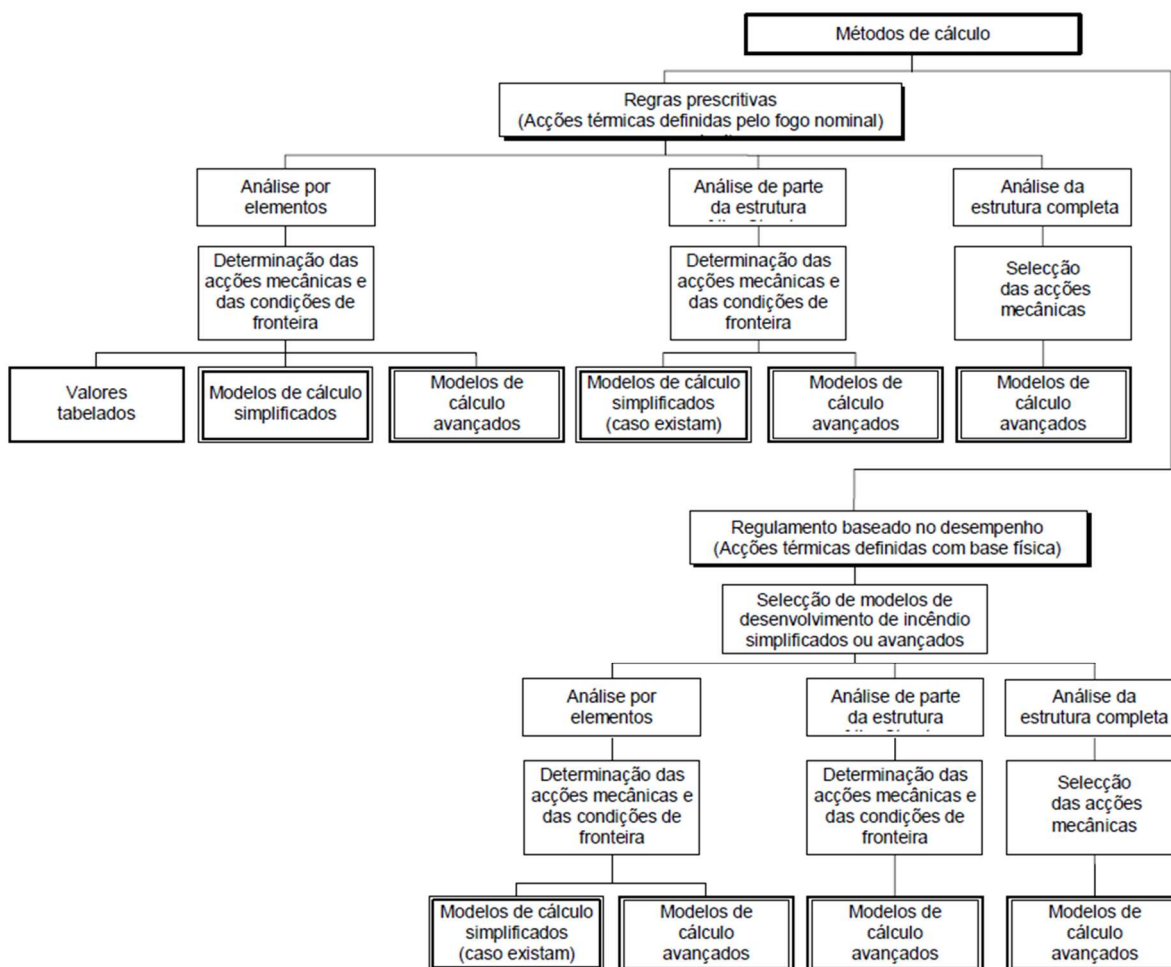 Métodos de cálculo
Regras prescritivas
(Acções térmicas definidas pelo fogo nominal)
Análise por
elementos
Análise de parte
da estrutura
Análise da
estrutura completa
Determinação das
acções mecânicas e
das condições de
fronteira
Determinação das
acções mecânicas e
das condições de
fronteira
Selecção
das acções
mecânicas
Valores
tabelados
Modelos de cálculo
simplificados
Modelos de
cálculo
avançados
Modelos de cálculo
simplificados
(caso existam)
Modelos de
cálculo
avançados
Modelos de
cálculo
avançados
Regulamento baseado no desempenho
(Acções térmicas definidas com base física)
Selecção de modelos de
desenvolvimento de incêndio
simplificados ou avançados
Análise por
elementos
Análise de parte
da estrutura
Análise da
estrutura completa
Determinação das
acções mecânicas e
das condições de
fronteira
Determinação das
acções mecânicas e
das condições de
fronteira
Selecção
das acções
mecânicas
Modelos de cálculo
simplificados
(caso existam)
Modelos de
cálculo
avançados
Modelos de
cálculo
avançados
Modelos de
cálculo
avançados